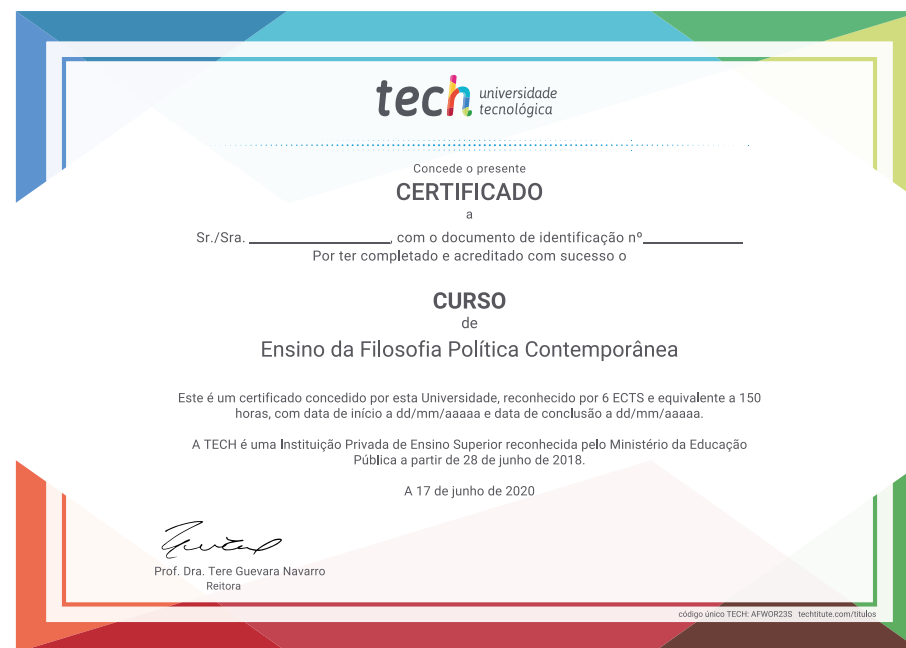 tech universidade
tecnológica
Concede o presente
CERTIFICADO
a
Sr./Sra. ____________________, com o documento de identificação nº______________
Por ter completado e acreditado com sucesso o
CURSO
de
Ensino da Filosofia Política Contemporânea
Este é um certificado concedido por esta Universidade, reconhecido por 6 ECTS e equivalente a 150
horas, com data de início a dd/mm/aaaaa e data de conclusão a dd/mm/aaaaa.
A TECH é uma Instituição Privada de Ensino Superior reconhecida pelo Ministério da Educação
Pública a partir de 28 de junho de 2018.
A 17 de junho de 2020
Prof. Dra. Tere Guevara Navarro
Reitora
código único TECH: AFWOR23S techtitute.com/titulos